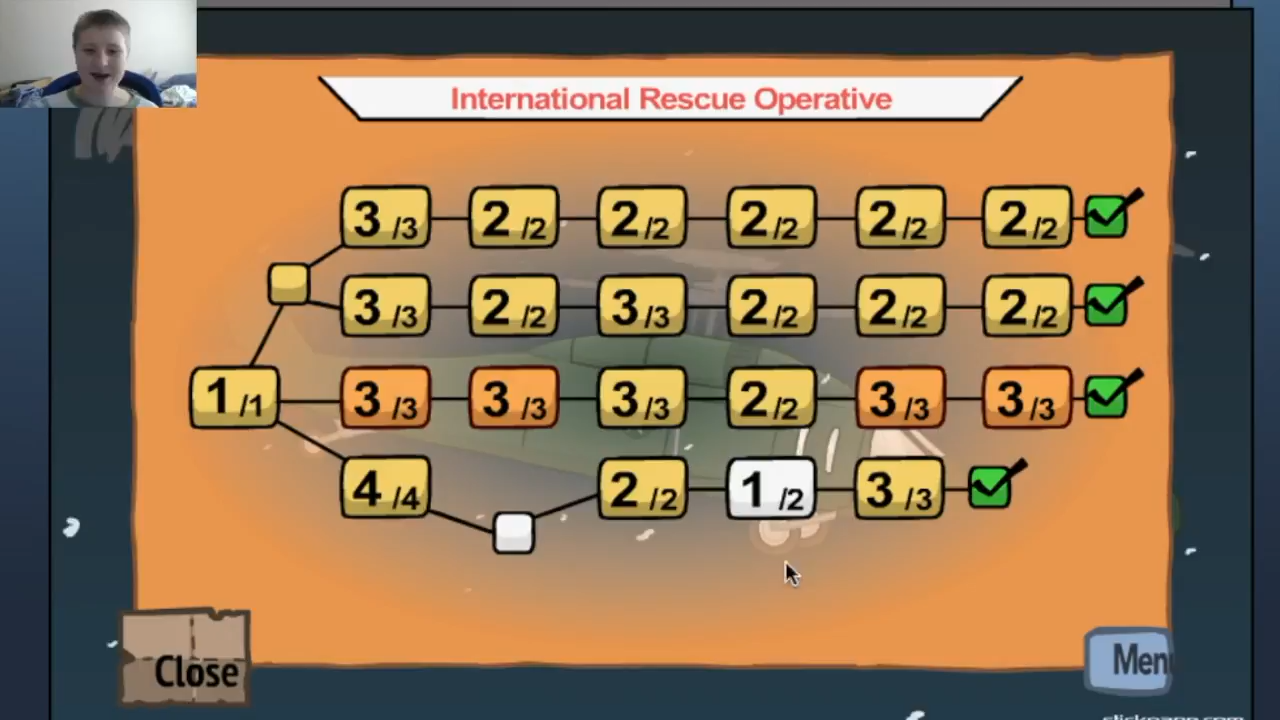 International Rescue Operative
3/3 2/2 2/2 2/2 2/2 2/2
3/3 2/2 3/3 2/2 2/2 2/2
1/1 3/3 3/3 3/3 2/2 3/3 3/3
4/4 2/2 1/2 3/3
Close
Men